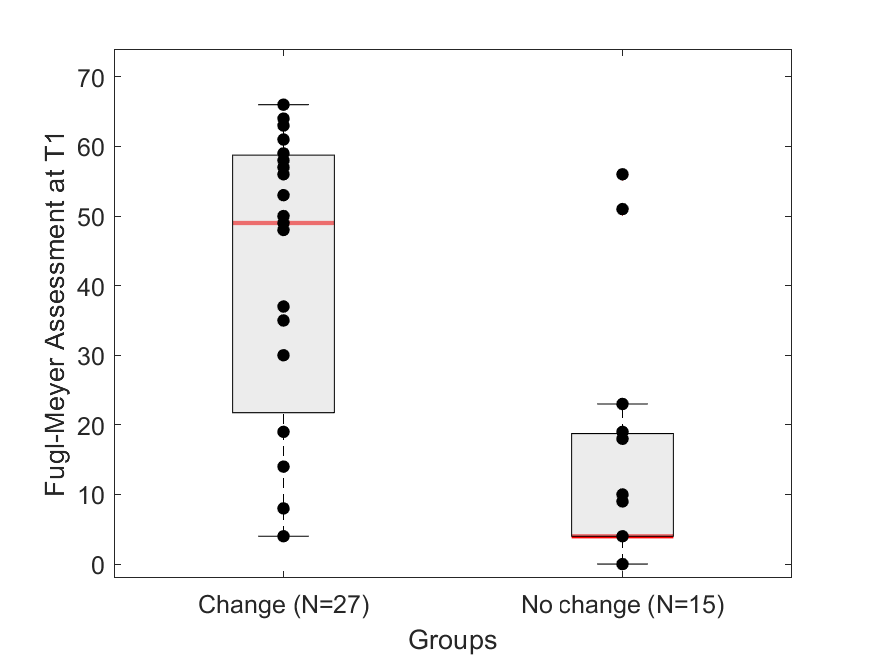 Fugl-Meyer Assessment at T1
70
60
50
40
30
20
10
0
Change (N=27)
No change (N=15)
Groups